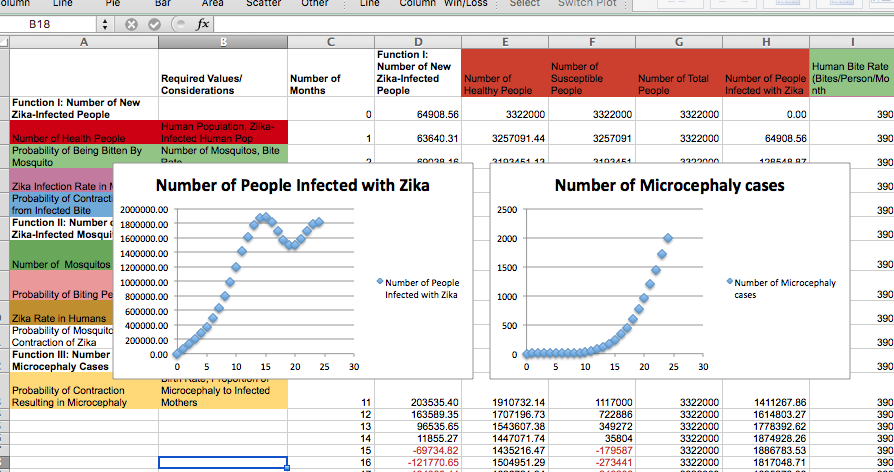 olumn Line Pie Bar Area Scatter Other Line Column Win/Loss Select Switch Plot
B18 fx
A B C D E F G H I
Required Values/ Considerations Number of Months Function I: Number of New Zika-Infected People Number of Healthy People Number of Susceptible People Number of Total People Number of People Infected with Zika Human Bite Rate (Bites/Person/Month
Function I: Number of New Zika-Infected People 0 64908.56 3322000 3322000 3322000 0.00 390
Number of Health People Human Population, Zika-Infected Human Pop 1 63640.31 3257091.44 3257091 3322000 64908.56 390
Probability of Being Bitten By Mosquito Number of Mosquitos, Bite Rate 2 3322000 390
Zika Infection Rate in 390
Probability of Contracti from Infected Bite 390
Function II: Number Zika-Infected Mosqui 390
Number of Mosquitos 390
Probability of Biting Pe 390
Zika Rate in Humans 390
Probability of Mosquito Contraction of Zika 390
Function III: Number Microcephaly Cases 390
Number of People Infected with Zika
2000000.00
1800000.00
1600000.00
1400000.00
1200000.00
1000000.00
800000.00
600000.00
400000.00
200000.00
0.00
0 5 10 15 20 25 30
Number of People
Infected with Zika
Number of Microcephaly cases
2500
2000
1500
1000
500
0
0 5 10 15 20 25 30
Number of Microcephaly
cases
Probability of Contraction Resulting in Microcephaly Birth Rate, Proportion of Microcephaly to Infected Mothers 11 203535.40 1910732.14 1117000 3322000 1411267.86 390
12 163589.35 1707196.73 722886 3322000 1614803.27 390
13 96535.65 1543607.38 349272 3322000 1778392.62 390
14 11855.27 1447071.74 35804 3322000 1874928.26 390
15 -69734.82 1435216.47 -179587 3322000 1886783.53 390
16 -121770.65 1504951.29 -273441 3322000 1817048.71 390